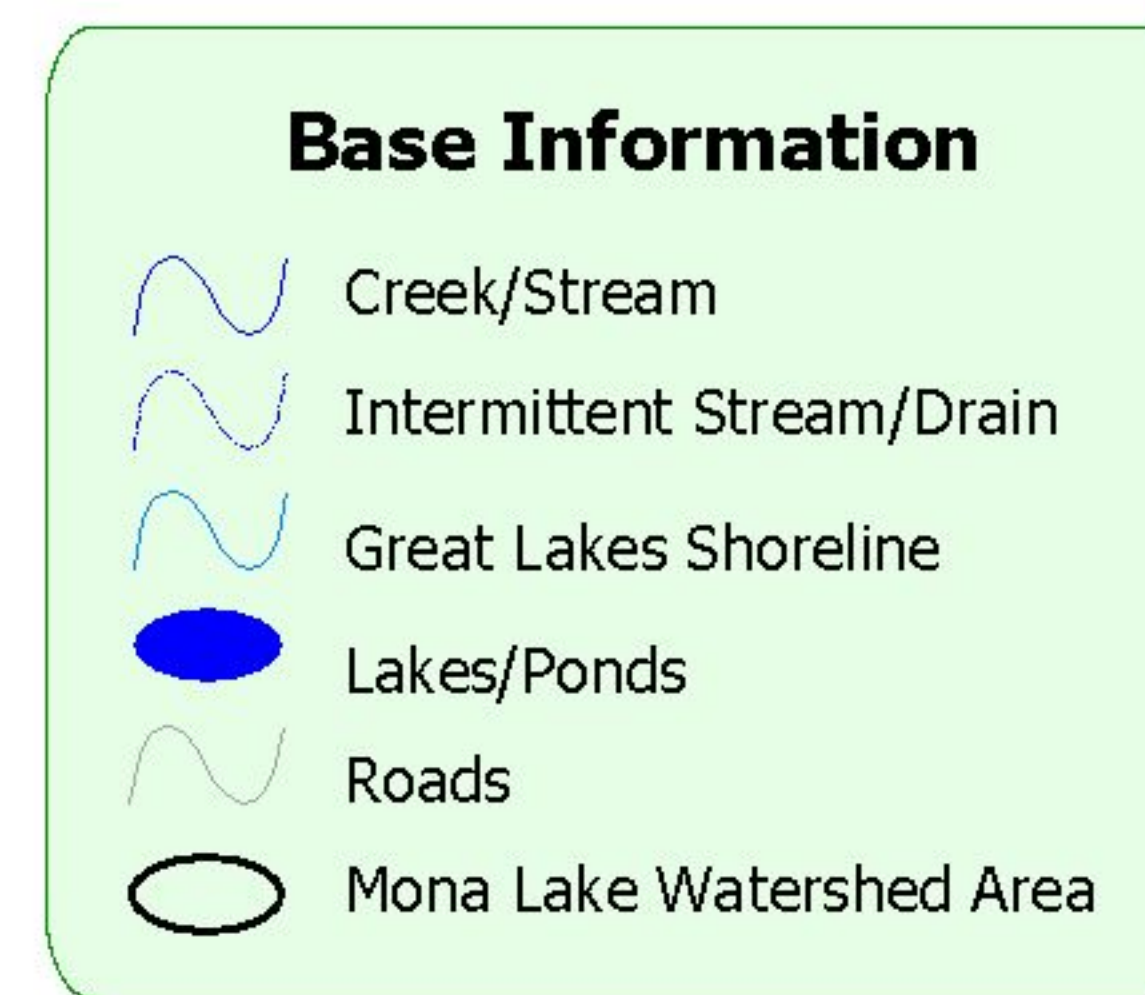 Base Information
Creek/Stream
Intermittent Stream/Drain
Great Lakes Shoreline
Lakes/Ponds
Roads
Mona Lake Watershed Area